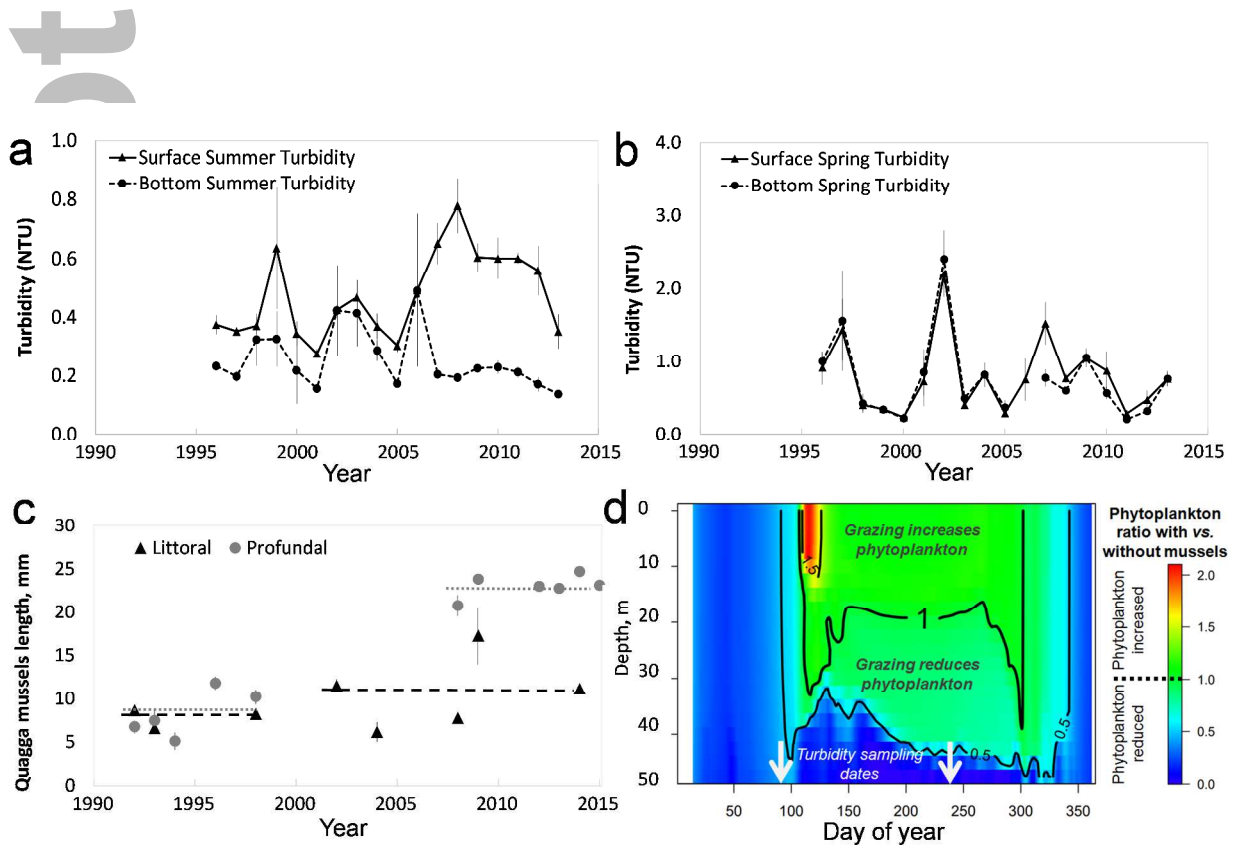 ot
a
1.0
0.8
0.6
0.4
0.2
0.0
Turbidity (NTU)
Surface Summer Turbidity
Bottom Summer Turbidity
1990 1995 2000 2005 2010 2015
Year
b
4.0
3.0
2.0
1.0
0.0
Turbidity (NTU)
Surface Spring Turbidity
Bottom Spring Turbidity
1990 1995 2000 2005 2010 2015
Year
c
30
25
20
15
10
5
0
Quagga mussels length, mm
Littoral Profundal
1990 1995 2000 2005 2010 2015
Year
d
0
10
20
30
40
50
Depth, m
Grazing increases
phytoplankton
1.5
1
Grazing reduces
phytoplankton
0.5
0.5
Turbidity sampling
dates
50 100 150 200 250 300 350
Day of year
Phytoplankton
ratio with vs.
without mussels
Phytoplankton
increased
Phytoplankton
reduced
2.0
1.5
1.0
0.5
0.0